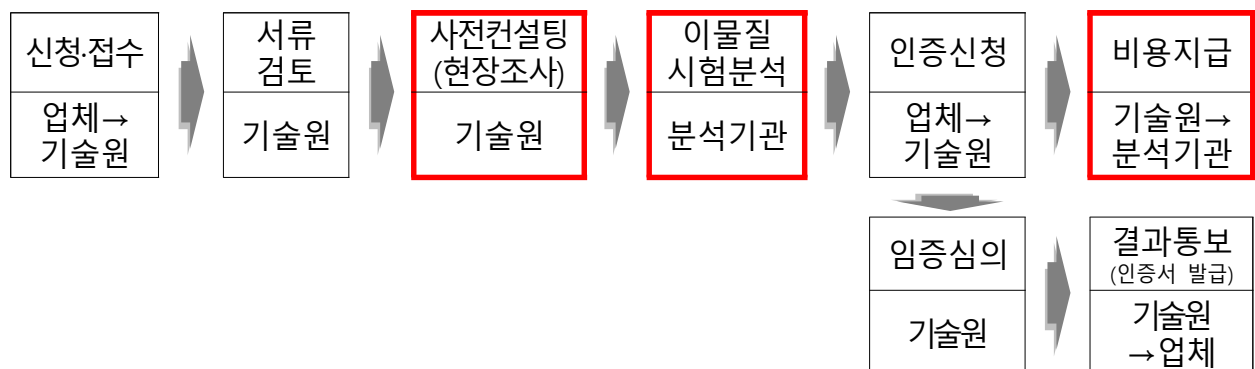 신청·접수
업체→
기술원
서류
검토
기술원
사전컨설팅
(현장조사)
기술원
이물질
시험분석
분석기관
인증신청
업체→
기술원
비용지급
기술원→
분석기관
임증심의
기술원
결과통보
(인증서 발급)
기술원
→업체